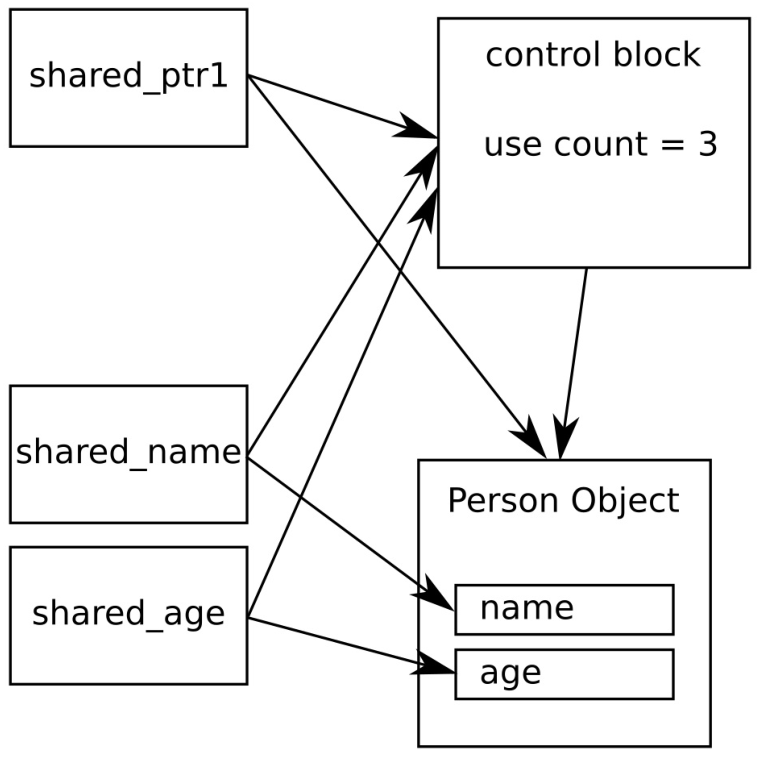 shared_ptr1
control block
use count = 3
shared_name
shared_age
Person Object
name
age